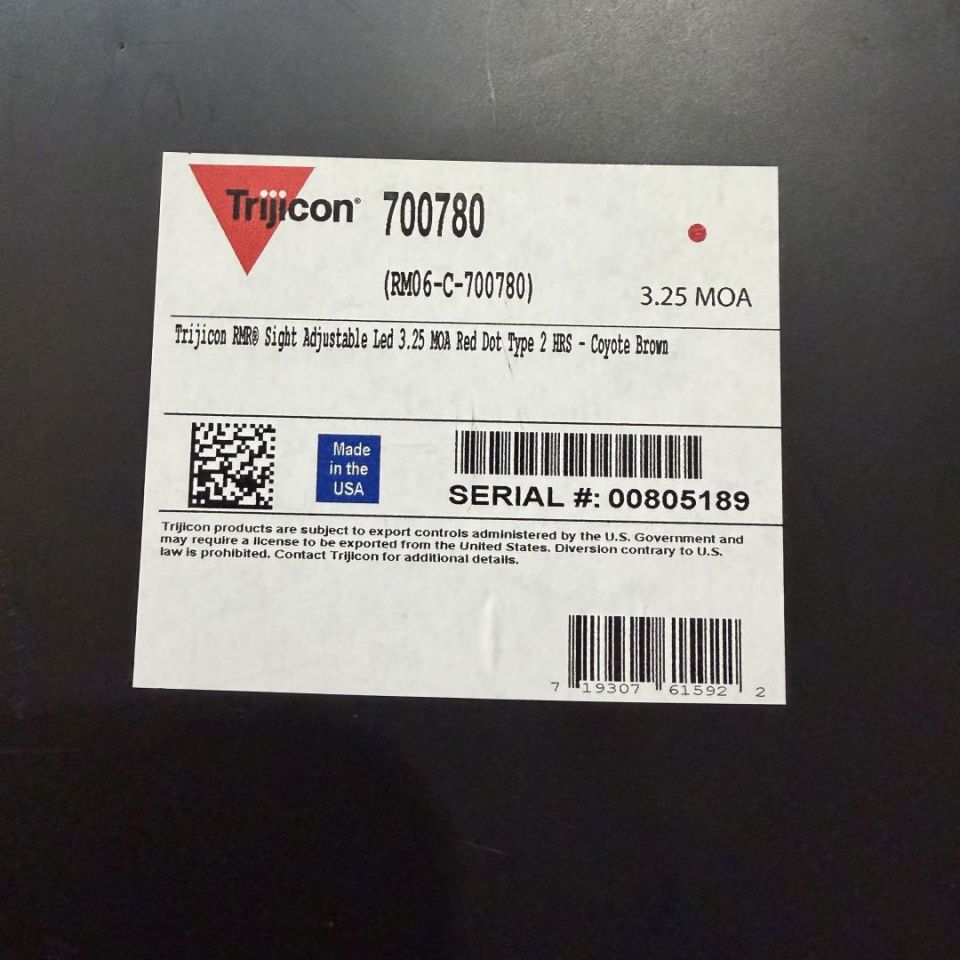 Trijicon® 700780
(RM06-C-700780)
3.25 MOA
Trijicon RMR® Sight Adjustable Led 3.25 MOA Red Dot Type 2 HRS - Coyote Brown
Made
in the
USA
SERIAL #: 00805189
Trijicon products are subject to export controls administered by the U.S. Government and
may require a license to be exported from the United States. Diversion contrary to U.S.
law is prohibited. Contact Trijicon for additional details.
7 19307 61592 2